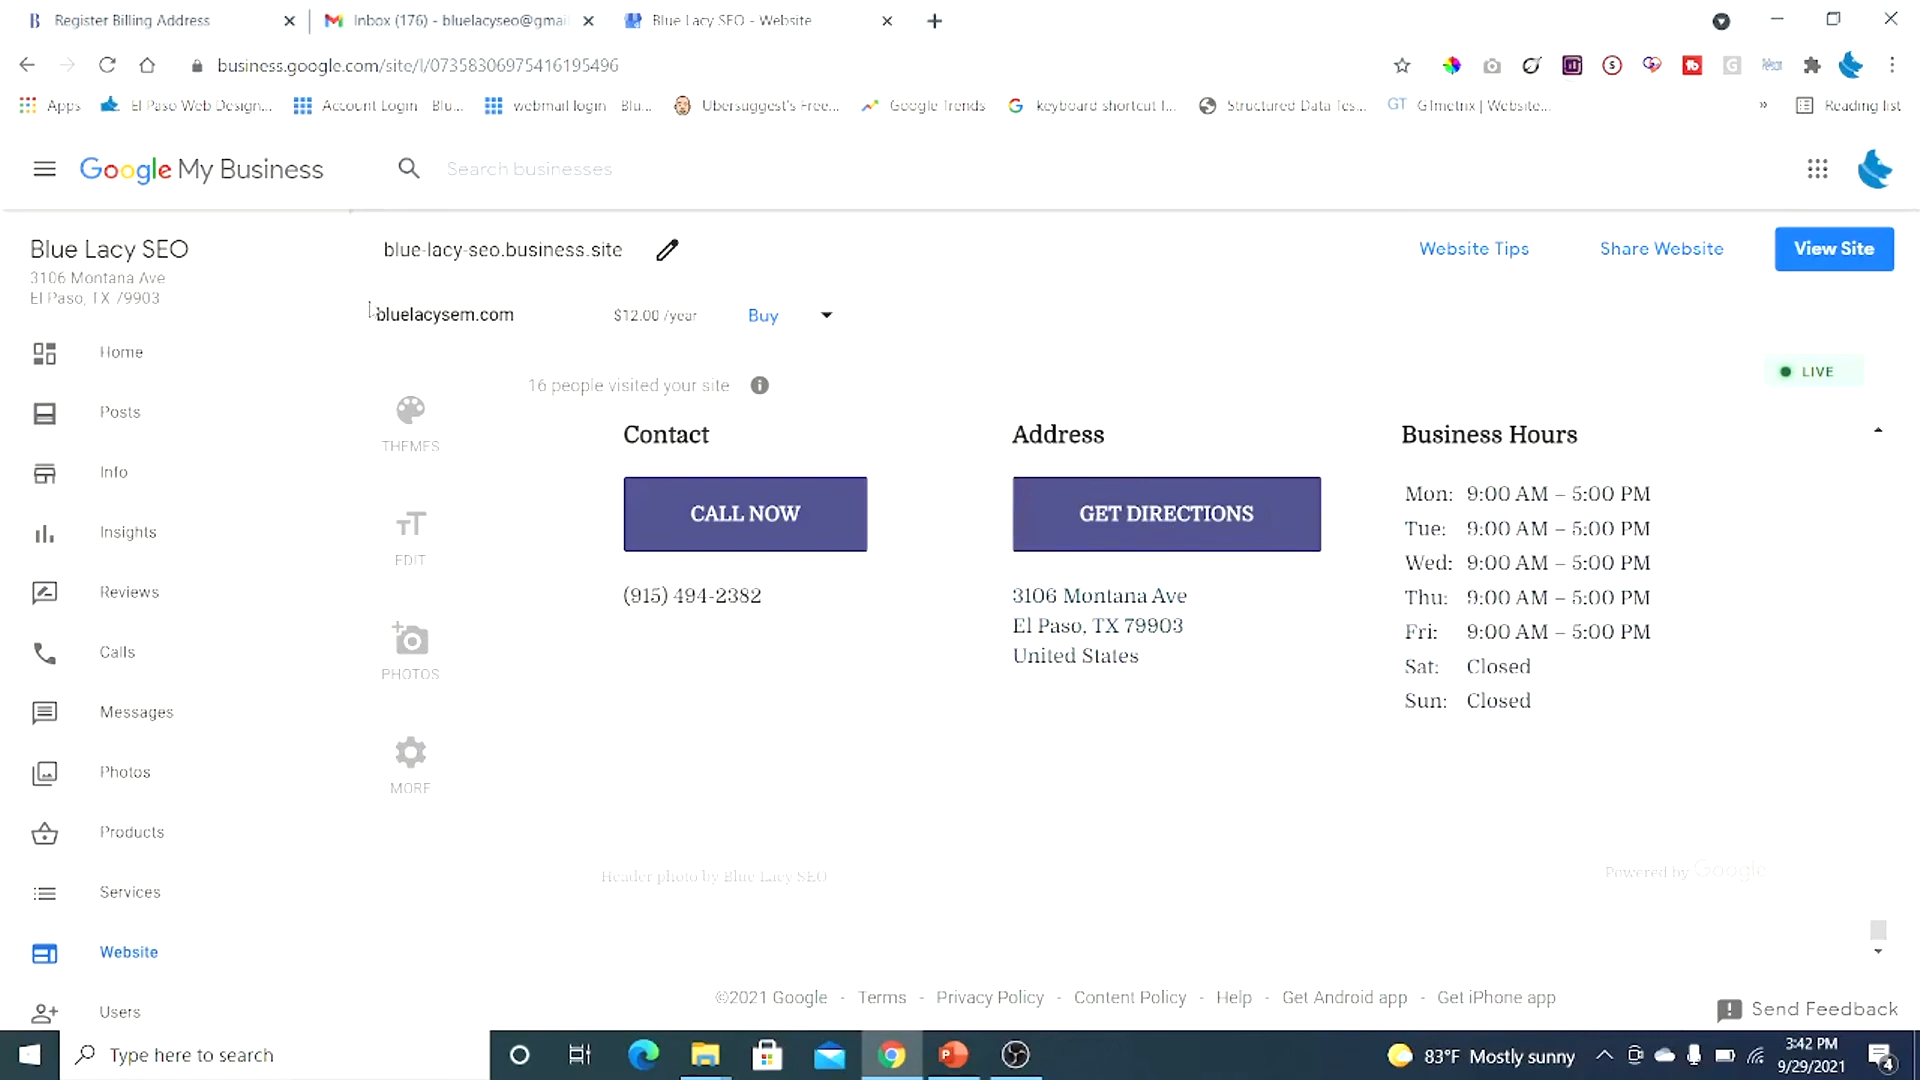 Register Billing Address
Inbox (176) - bluelacyseo@gmai
Blue Lacy SEO - Website
business.google.com/site/l/07358306975416195496
Apps
El Paso Web Design...
Account Login - Blu...
webmail login - Blu...
Ubersuggest's Free...
Google Trends
keyboard shortcut f...
Structured Data Tes...
GT
GTmetrix | Website...
»
Reading list
Google My Business
Search businesses
Blue Lacy SEO
3106 Montana Ave
El Paso, TX 79903
blue-lacy-seo.business.site
Website Tips
Share Website
View Site
bluelacysem.com
$12.00 /year
Buy
Home
Posts
Info
Insights
Reviews
Calls
Messages
Photos
Products
Services
Website
Users
THEMES
EDIT
PHOTOS
MORE
16 people visited your site
LIVE
Contact
CALL NOW
(915) 494-2382
Address
GET DIRECTIONS
3106 Montana Ave
El Paso, TX 79903
United States
Business Hours
Mon: 9:00 AM – 5:00 PM
Tue: 9:00 AM – 5:00 PM
Wed: 9:00 AM – 5:00 PM
Thu: 9:00 AM – 5:00 PM
Fri: 9:00 AM – 5:00 PM
Sat: Closed
Sun: Closed
Header photo by Blue Lacy SEO
Powered by Google
©2021 Google - Terms - Privacy Policy - Content Policy - Help - Get Android app - Get iPhone app
Send Feedback
Type here to search
83°F Mostly sunny
3:42 PM
9/29/2021
4